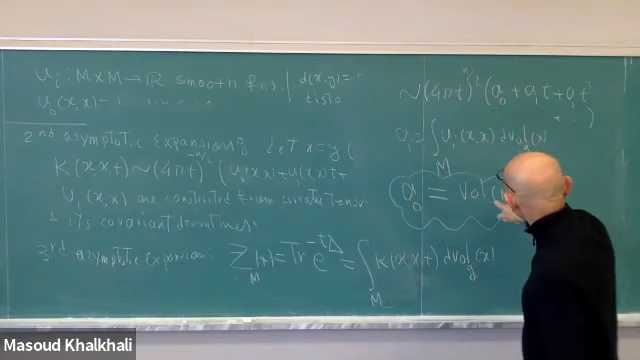 u_i : M×M → ℝ smooth fns. | d(x,y)=
u_0(x,x)=1
2nd asymptotic expansion: let x=y
K(x,x,t) ~ (4πt)^{-n/2} (u_0(x,x)+u_1(x,x)t+
u_i(x,x) are constructed from curvature tensor
& its covariant derivatives.
3rd asymptotic expansion:
Z_M(t) = Tr e^{-tΔ} = ∫_M K(x,x,t) dvol_g(x)
~ (4πt)^{-n/2} (a_0 + a_1 t + a_2 t^2
... )
a_i = ∫_M u_i(x,x) dvol_g(x)
a_0 = Vol(
Masoud Khalkhali